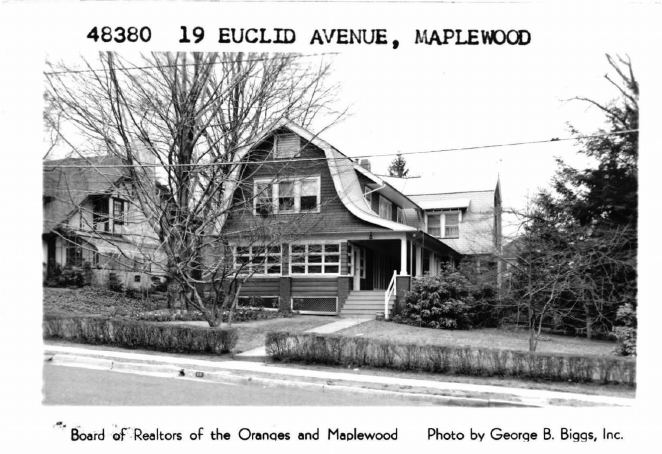 48380 19 EUCLID AVENUE, MAPLEWOOD
Board of Realtors of the Oranges and Maplewood Photo by George B. Biggs, Inc.